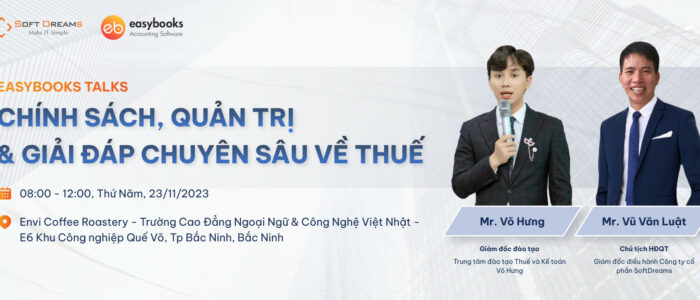 SOFT DREAMS
Make IT Simple
eb
easybooks
Accounting Software
EASYBOOKS TALKS
CHÍNH SÁCH, QUẢN TRỊ
& GIẢI ĐÁP CHUYÊN SÂU VỀ THUẾ
08:00 - 12:00, Thứ Năm, 23/11/2023
Envi Coffee Roastery - Trường Cao Đẳng Ngoại Ngữ & Công Nghệ Việt Nhật -
E6 Khu Công nghiệp Quế Võ, Tp Bắc Ninh, Bắc Ninh
Mr. Võ Hưng
Giám đốc đào tạo
Trung tâm đào tạo Thuế và Kế toán
Võ Hưng
Mr. Vũ Văn Luật
Chủ tịch HĐQT
Giám đốc điều hành Công ty cổ
phần SoftDreams